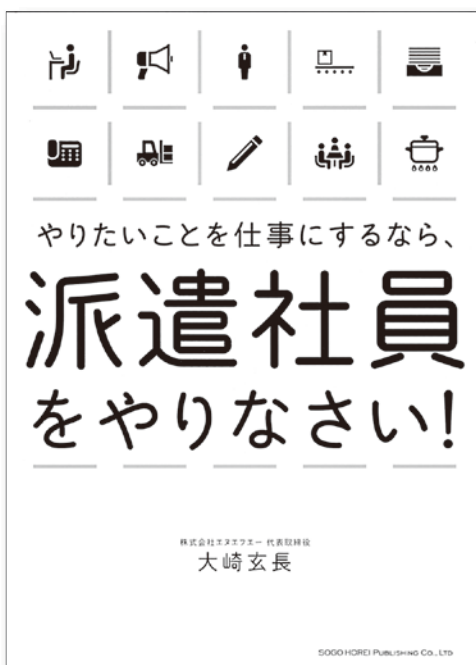 やりたいことを仕事にするなら、
派遣社員
をやりなさい!
株式会社エヌエフエー 代表取締役
大崎玄長
SOGO HOREI PUBLISHING CO., LTD